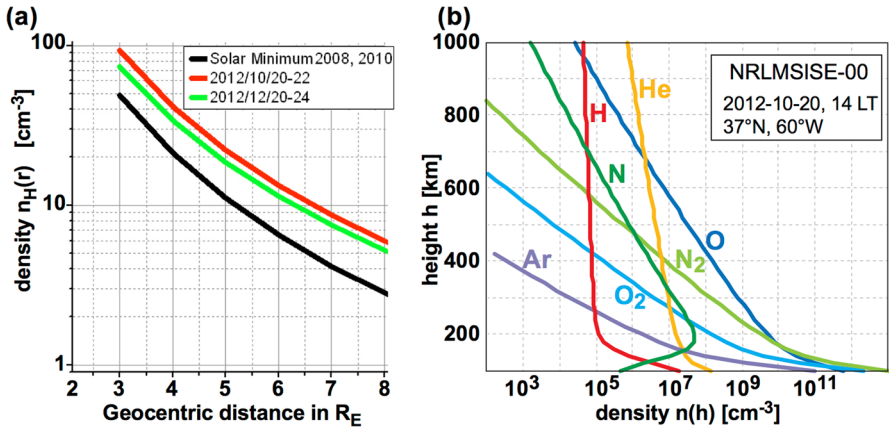 (a)
100
10
1
density nH(r) [cm-3]
2 3 4 5 6 7 8
Geocentric distance in RE
Solar Minimum 2008, 2010
2012/10/20-22
2012/12/20-24
(b)
1000
800
600
400
200
height h [km]
10^3 10^5 10^7 10^9 10^11
density n(h) [cm-3]
NRLMSISE-00
2012-10-20, 14 LT
37°N, 60°W
He
H
N
O
Ar
N2
O2